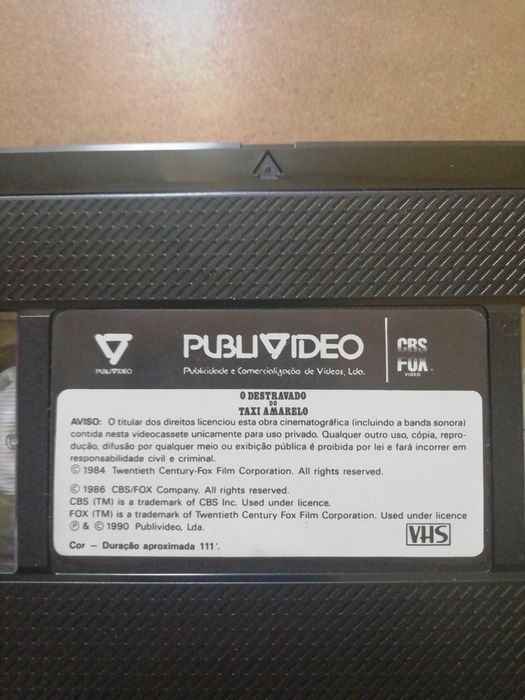 PUBLIVIDEO
PUBLIVIDEO
Publicidade e Comercialização de Videos, Lda.
CBS
FOX
VIDEO
O DESTRAVADO
DO
TAXI AMARELO
AVISO: O titular dos direitos licenciou esta obra cinematográfica (incluindo a banda sonora)
contida nesta videocassete unicamente para uso privado. Qualquer outro uso, cópia, repro-
dução, difusão por qualquer meio ou exibição pública é proibida por lei e fará incorrer em
responsabilidade civil e criminal.
© 1984 Twentieth Century-Fox Film Corporation. All rights reserved.
© 1986 CBS/FOX Company. All rights reserved.
CBS (TM) is a trademark of CBS Inc. Used under licence.
FOX (TM) is a trademark of Twentieth Century Fox Film Corporation. Used under licence
℗ & © 1990 Publivideo, Lda.
VHS
Cor — Duração aproximada 111'.